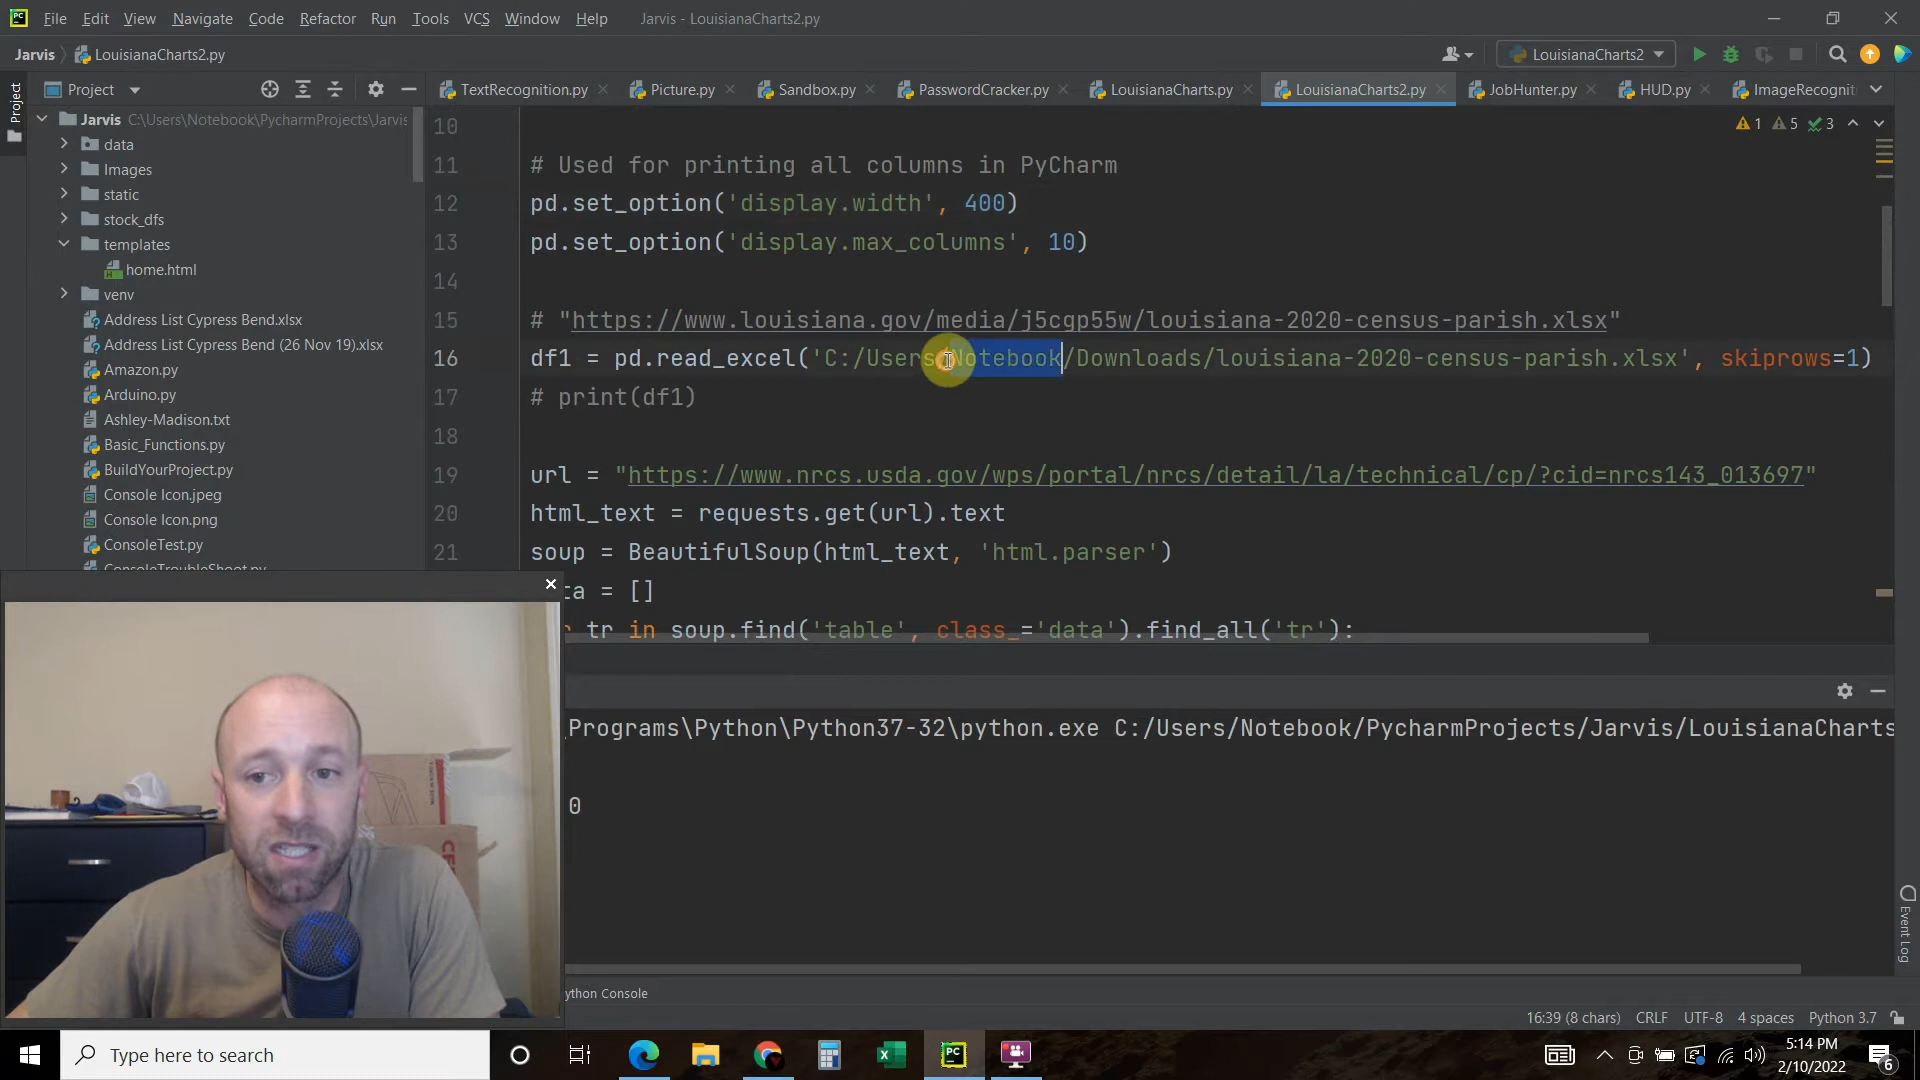 PC File Edit View Navigate Code Refactor Run Tools VCS Window Help Jarvis - LouisianaCharts2.py
Jarvis LouisianaCharts2.py LouisianaCharts2
Project
Project TextRecognition.py Picture.py Sandbox.py PasswordCracker.py LouisianaCharts.py LouisianaCharts2.py JobHunter.py HUD.py ImageRecognit
Jarvis C:\Users\Notebook\PycharmProjects\Jarvis
data
Images
static
stock_dfs
templates
home.html
venv
Address List Cypress Bend.xlsx
Address List Cypress Bend (26 Nov 19).xlsx
Amazon.py
Arduino.py
Ashley-Madison.txt
Basic_Functions.py
BuildYourProject.py
Console Icon.jpeg
Console Icon.png
ConsoleTest.py
ConsoleTroubleShoot.py
1 5 3
10
11 # Used for printing all columns in PyCharm
12 pd.set_option('display.width', 400)
13 pd.set_option('display.max_columns', 10)
14
15 # "https://www.louisiana.gov/media/j5cgp55w/louisiana-2020-census-parish.xlsx"
16 df1 = pd.read_excel('C:/Users/Notebook/Downloads/louisiana-2020-census-parish.xlsx', skiprows=1)
17 # print(df1)
18
19 url = "https://www.nrcs.usda.gov/wps/portal/nrcs/detail/la/technical/cp/?cid=nrcs143_013697"
20 html_text = requests.get(url).text
21 soup = BeautifulSoup(html_text, 'html.parser')
ta = []
r tr in soup.find('table', class_='data').find_all('tr'):
Programs\Python\Python37-32\python.exe C:/Users/Notebook/PycharmProjects/Jarvis/LouisianaCharts
0
Event Log
ython Console
16:39 (8 chars) CRLF UTF-8 4 spaces Python 3.7
Type here to search
PC
5:14 PM
2/10/2022
6